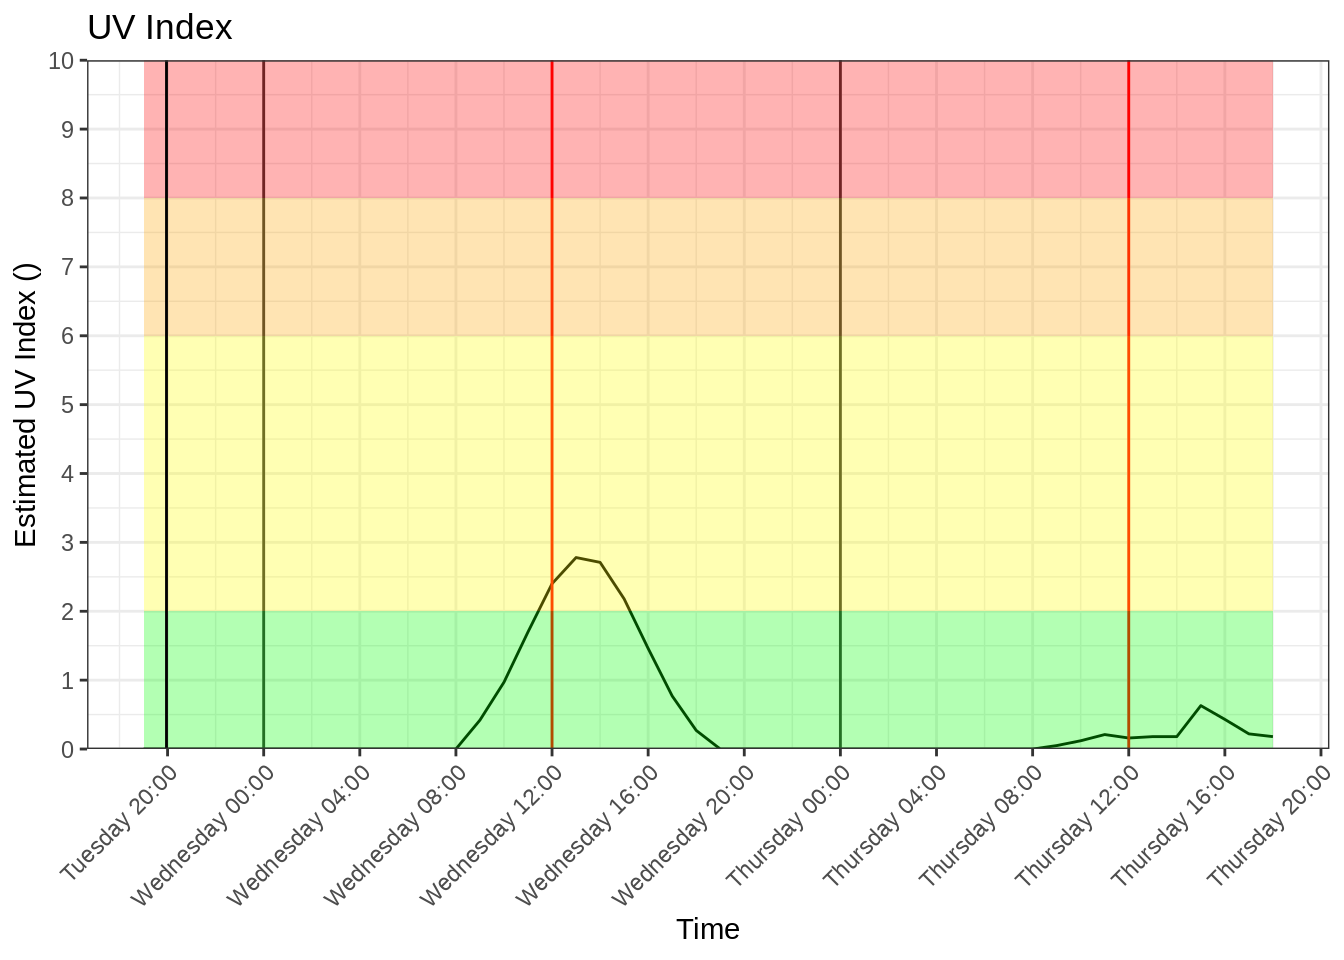 UV Index
Estimated UV Index ()
10
9
8
7
6
5
4
3
2
1
0
Tuesday 20:00
Wednesday 00:00
Wednesday 04:00
Wednesday 08:00
Wednesday 12:00
Wednesday 16:00
Wednesday 20:00
Thursday 00:00
Thursday 04:00
Thursday 08:00
Thursday 12:00
Thursday 16:00
Thursday 20:00
Time